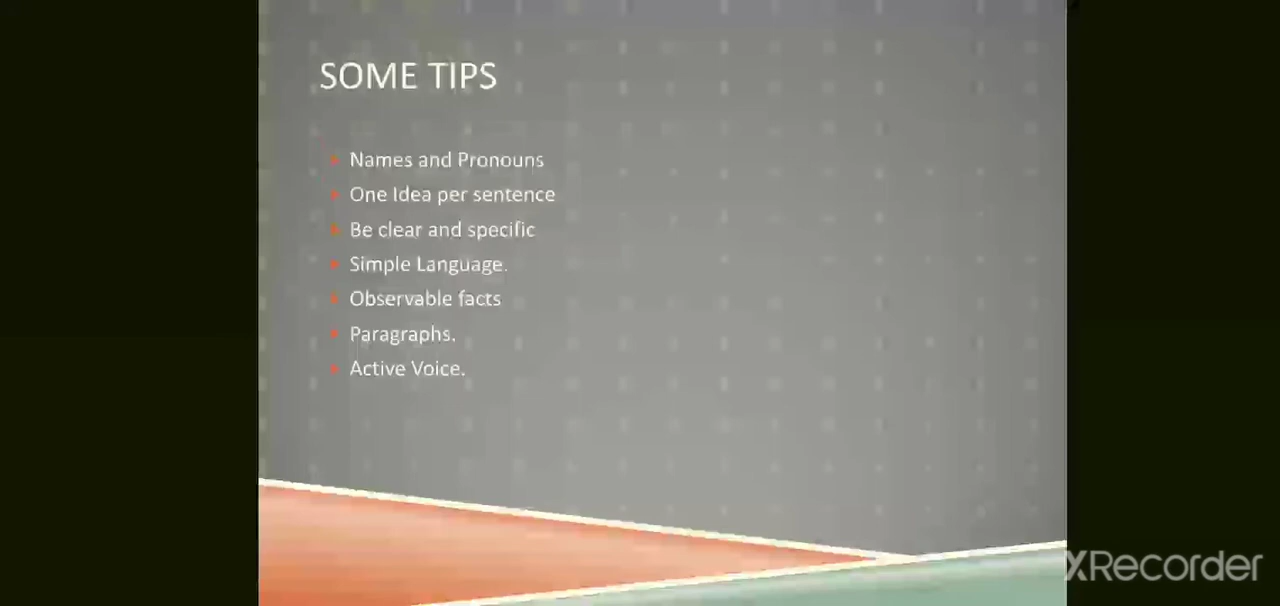 SOME TIPS
Names and Pronouns
One Idea per sentence
Be clear and specific
Simple Language.
Observable facts
Paragraphs.
Active Voice.
XRecorder